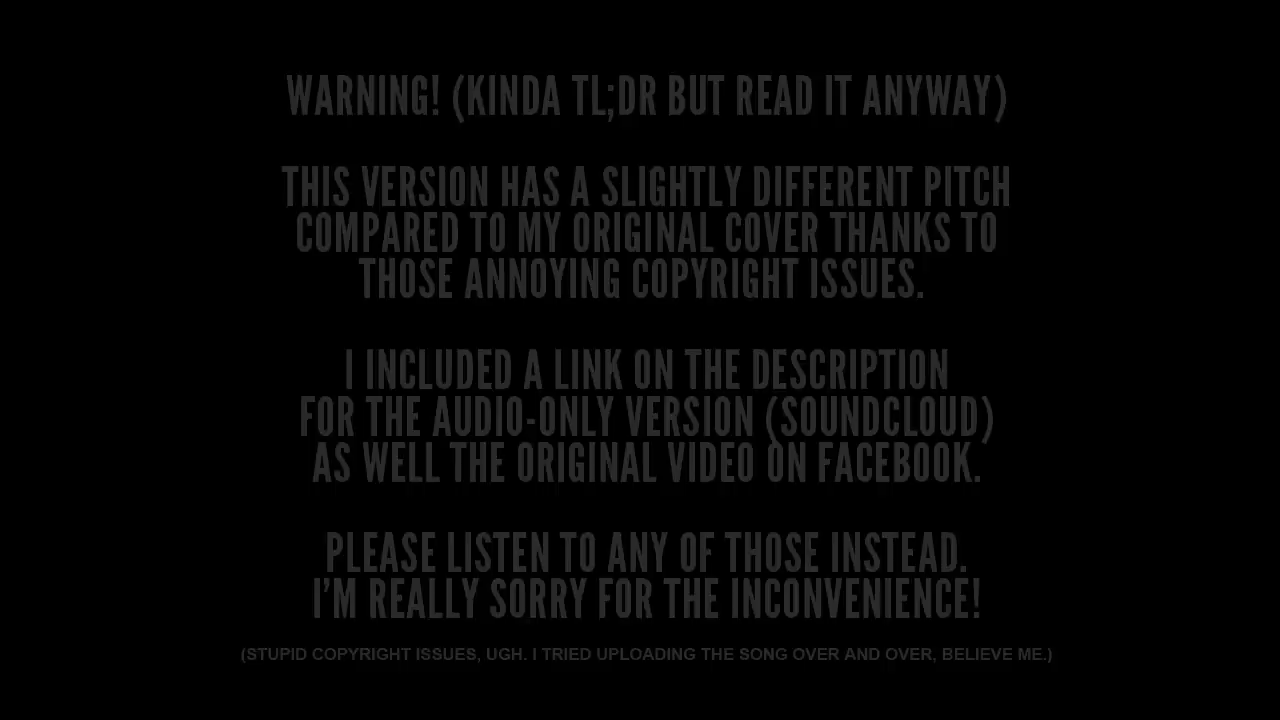 WARNING! (KINDA TL;DR BUT READ IT ANYWAY)
THIS VERSION HAS A SLIGHTLY DIFFERENT PITCH
COMPARED TO MY ORIGINAL COVER THANKS TO
THOSE ANNOYING COPYRIGHT ISSUES.
I INCLUDED A LINK ON THE DESCRIPTION
FOR THE AUDIO-ONLY VERSION (SOUNDCLOUD)
AS WELL THE ORIGINAL VIDEO ON FACEBOOK.
PLEASE LISTEN TO ANY OF THOSE INSTEAD.
I'M REALLY SORRY FOR THE INCONVENIENCE!
(STUPID COPYRIGHT ISSUES, UGH. I TRIED UPLOADING THE SONG OVER AND OVER, BELIEVE ME.)